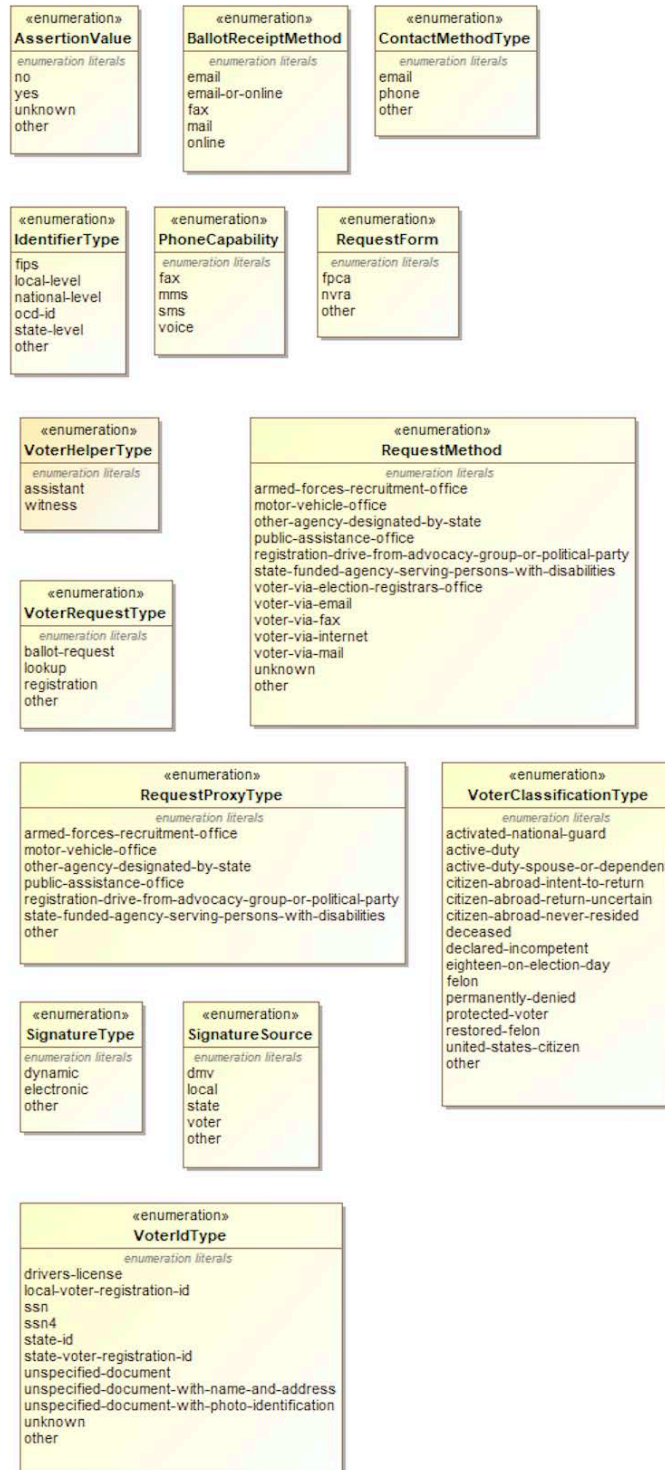 «enumeration»
AssertionValue
enumeration literals
no
yes
unknown
other
«enumeration»
BallotReceiptMethod
enumeration literals
email
email-or-online
fax
mail
online
«enumeration»
ContactMethodType
enumeration literals
email
phone
other
«enumeration»
IdentifierType
enumeration literals
fips
local-level
national-level
ocd-id
state-level
other
«enumeration»
PhoneCapability
enumeration literals
fax
mms
sms
voice
«enumeration»
RequestForm
enumeration literals
fpca
nvra
other
«enumeration»
VoterHelperType
enumeration literals
assistant
witness
«enumeration»
RequestMethod
enumeration literals
armed-forces-recruitment-office
motor-vehicle-office
other-agency-designated-by-state
public-assistance-office
registration-drive-from-advocacy-group-or-political-party
state-funded-agency-serving-persons-with-disabilities
voter-via-election-registrars-office
voter-via-email
voter-via-fax
voter-via-internet
voter-via-mail
unknown
other
«enumeration»
VoterRequestType
enumeration literals
ballot-request
lookup
registration
other
«enumeration»
RequestProxyType
enumeration literals
armed-forces-recruitment-office
motor-vehicle-office
other-agency-designated-by-state
public-assistance-office
registration-drive-from-advocacy-group-or-political-party
state-funded-agency-serving-persons-with-disabilities
other
«enumeration»
VoterClassificationType
enumeration literals
activated-national-guard
active-duty
active-duty-spouse-or-dependent
citizen-abroad-intent-to-return
citizen-abroad-return-uncertain
citizen-abroad-never-resided
deceased
declared-incompetent
eighteen-on-election-day
felon
permanently-denied
protected-voter
restored-felon
united-states-citizen
other
«enumeration»
SignatureType
enumeration literals
dynamic
electronic
other
«enumeration»
SignatureSource
enumeration literals
dmv
local
state
voter
other
«enumeration»
VoterIdType
enumeration literals
drivers-license
local-voter-registration-id
ssn
ssn4
state-id
state-voter-registration-id
unspecified-document
unspecified-document-with-name-and-address
unspecified-document-with-photo-identification
unknown
other